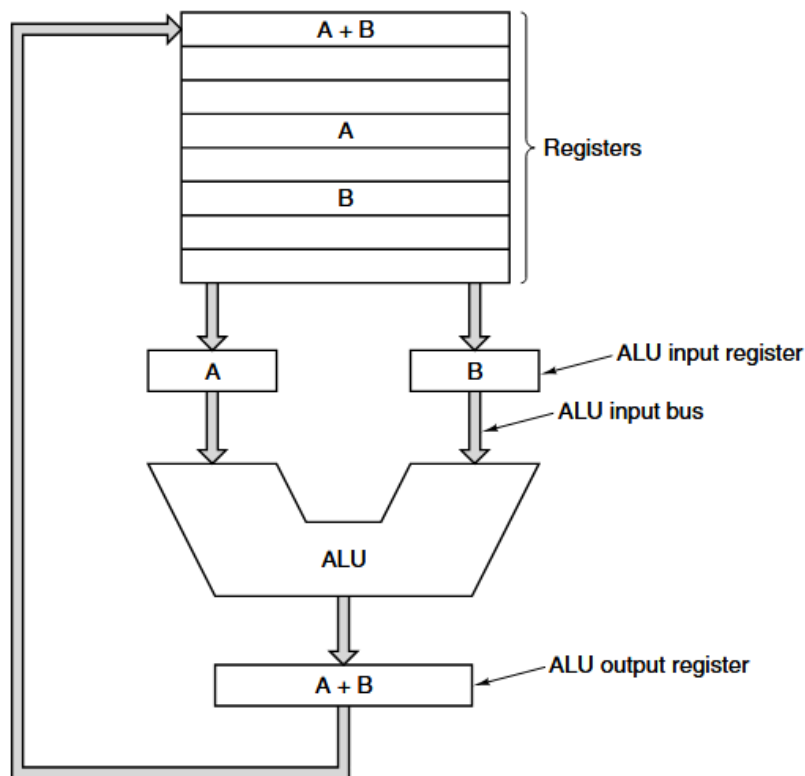 A + B
A
Registers
B
ALU input register
A
B
ALU input bus
ALU
ALU output register
A + B